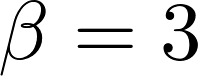 β = 3